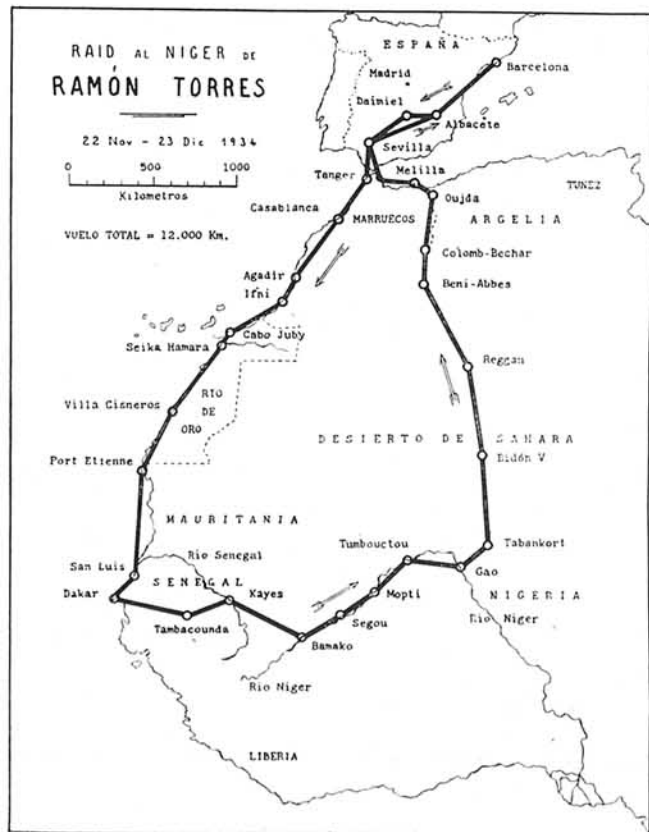 RAID AL NIGER DE
RAMÓN TORRES
22 Nov - 23 Dic 1934
0 500 1000
Kilometros
VUELO TOTAL = 12.000 Km.
ESPAÑA
Barcelona
Madrid
Daimiel
Albacete
Sevilla
Tanger
Melilla
Oujda
TUNEZ
Casablanca
MARRUECOS
ARGELIA
Colomb-Bechar
Agadir
Beni-Abbes
Ifni
Cabo Juby
Seika Hamara
Reggan
RIO
DE
ORO
Villa Cisneros
DESIERTO DE SAHARA
Bidón V
Port Etienne
MAURITANIA
Tabankort
Tumbouctou
Rio Senegal
San Luis
SENEGAL
Gao
Dakar
Kayes
Mopti
NIGERIA
Tambacounda
Segou
Rio Niger
Bamako
Rio Niger
LIBERIA